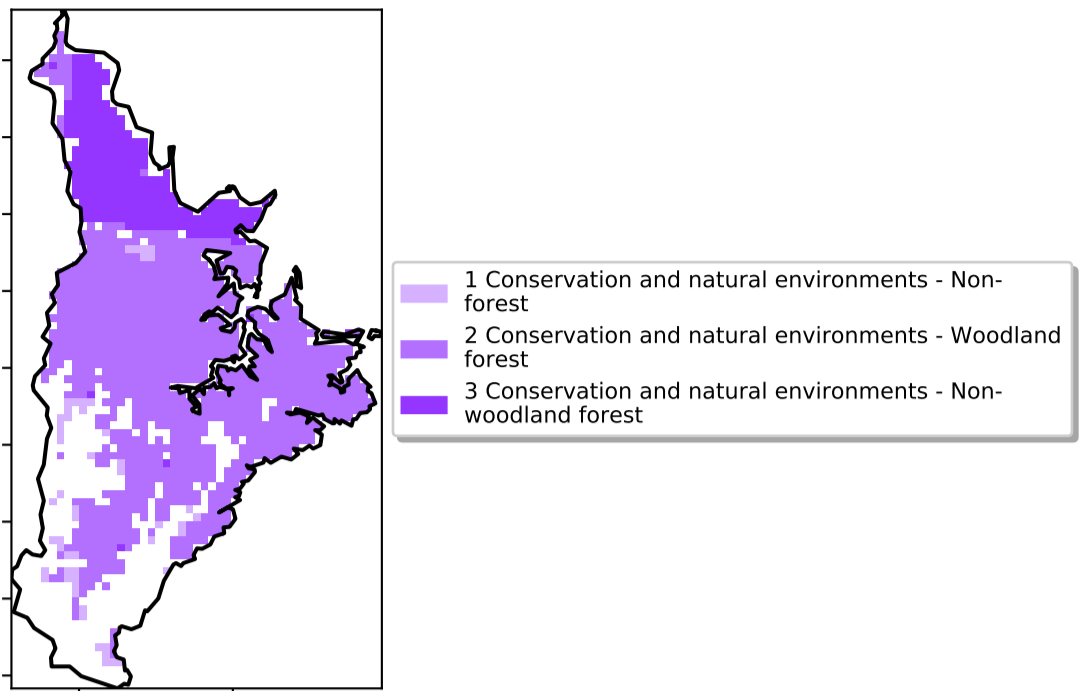 1 Conservation and natural environments - Non-
forest
2 Conservation and natural environments - Woodland
forest
3 Conservation and natural environments - Non-
woodland forest